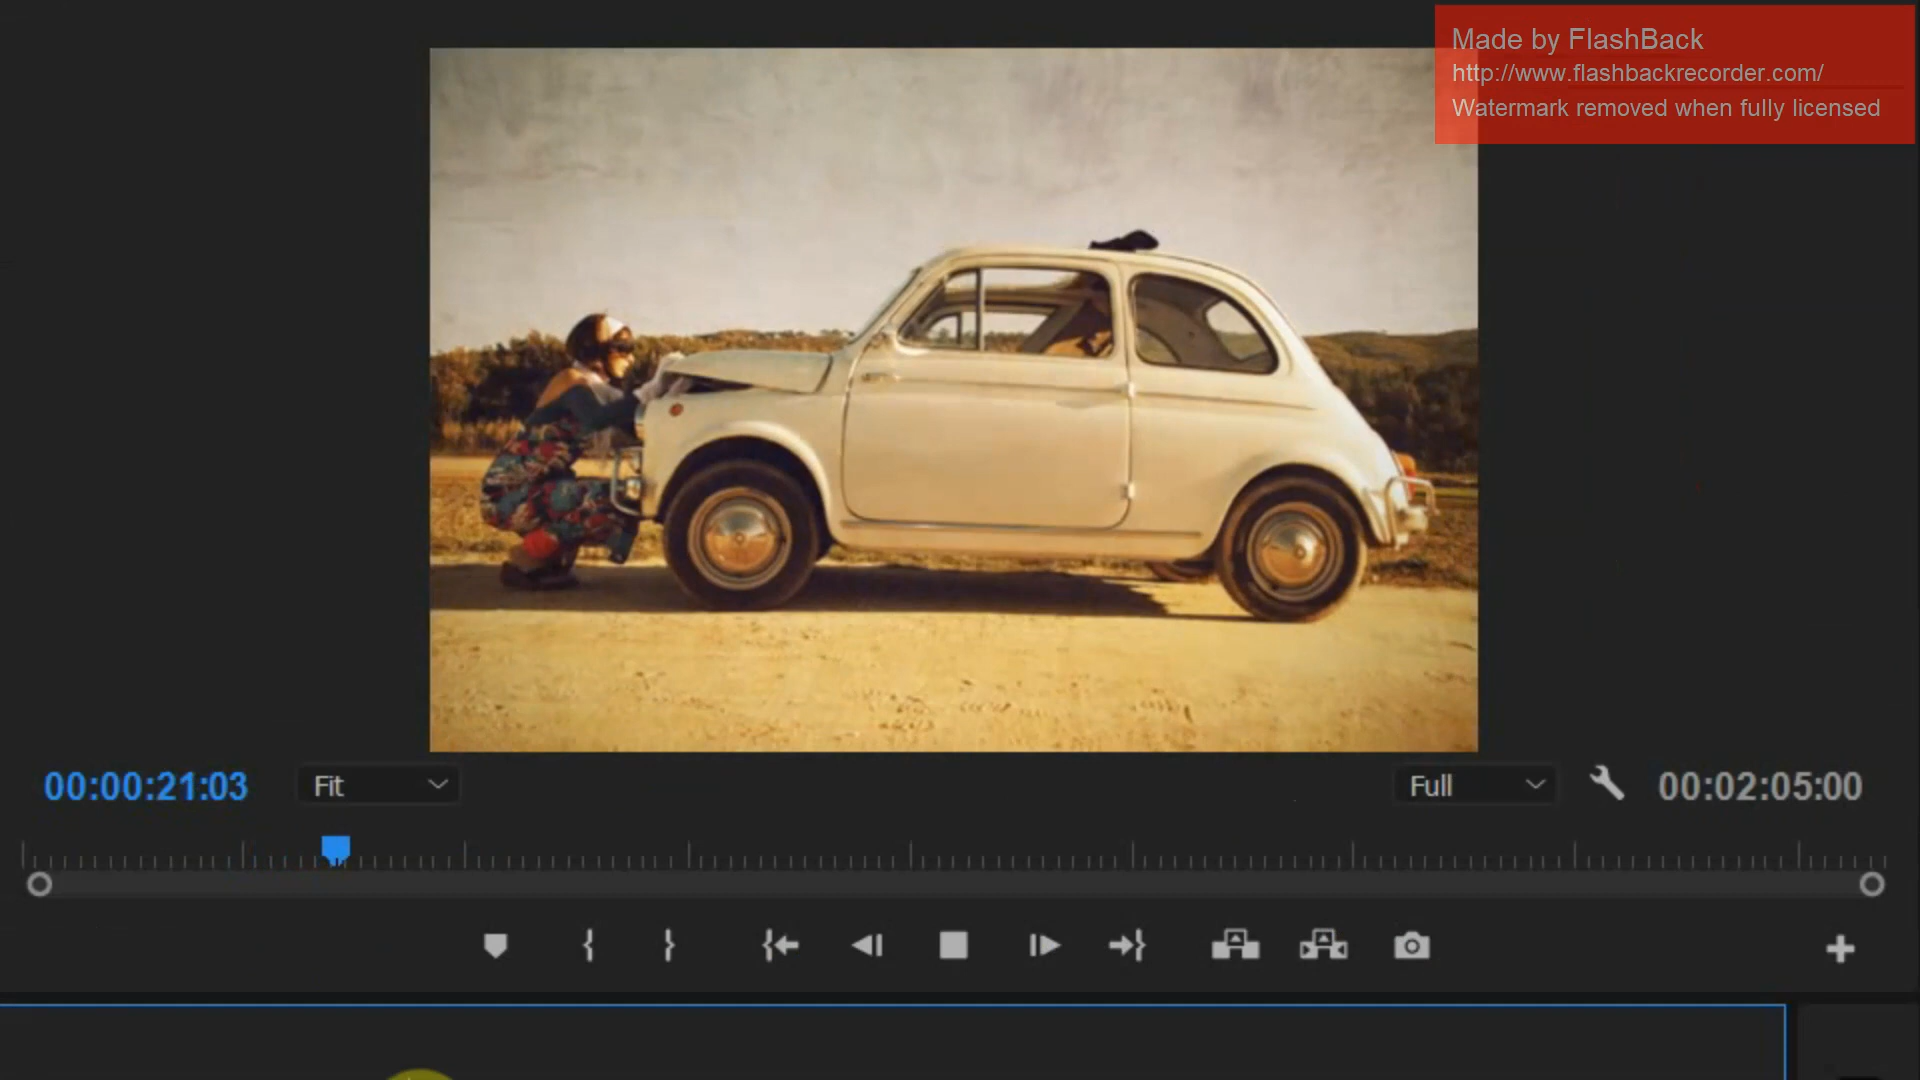 Made by FlashBack
http://www.flashbackrecorder.com/
Watermark removed when fully licensed
00:00:21:03
Fit
Full
00:02:05:00